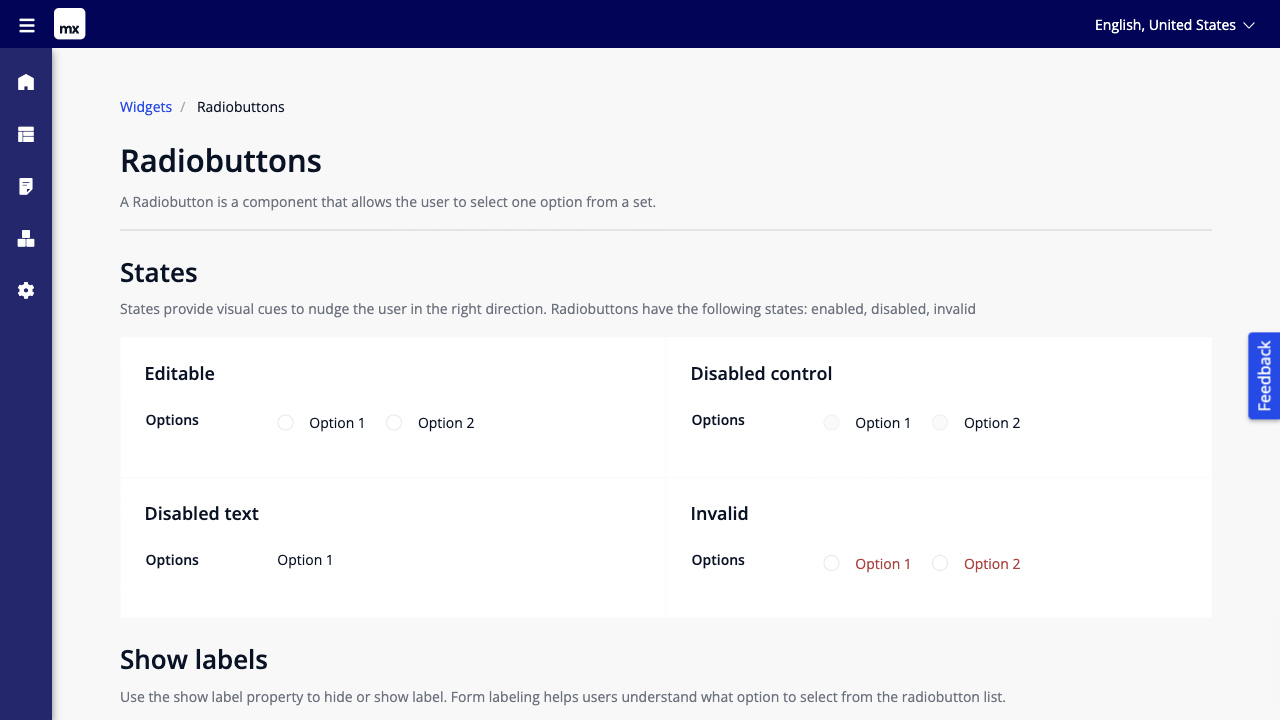 mx
English, United States
Widgets / Radiobuttons
Radiobuttons
A Radiobutton is a component that allows the user to select one option from a set.
States
States provide visual cues to nudge the user in the right direction. Radiobuttons have the following states: enabled, disabled, invalid
Editable
Options Option 1 Option 2
Disabled control
Options Option 1 Option 2
Disabled text
Options Option 1
Invalid
Options Option 1 Option 2
Feedback
Show labels
Use the show label property to hide or show label. Form labeling helps users understand what option to select from the radiobutton list.